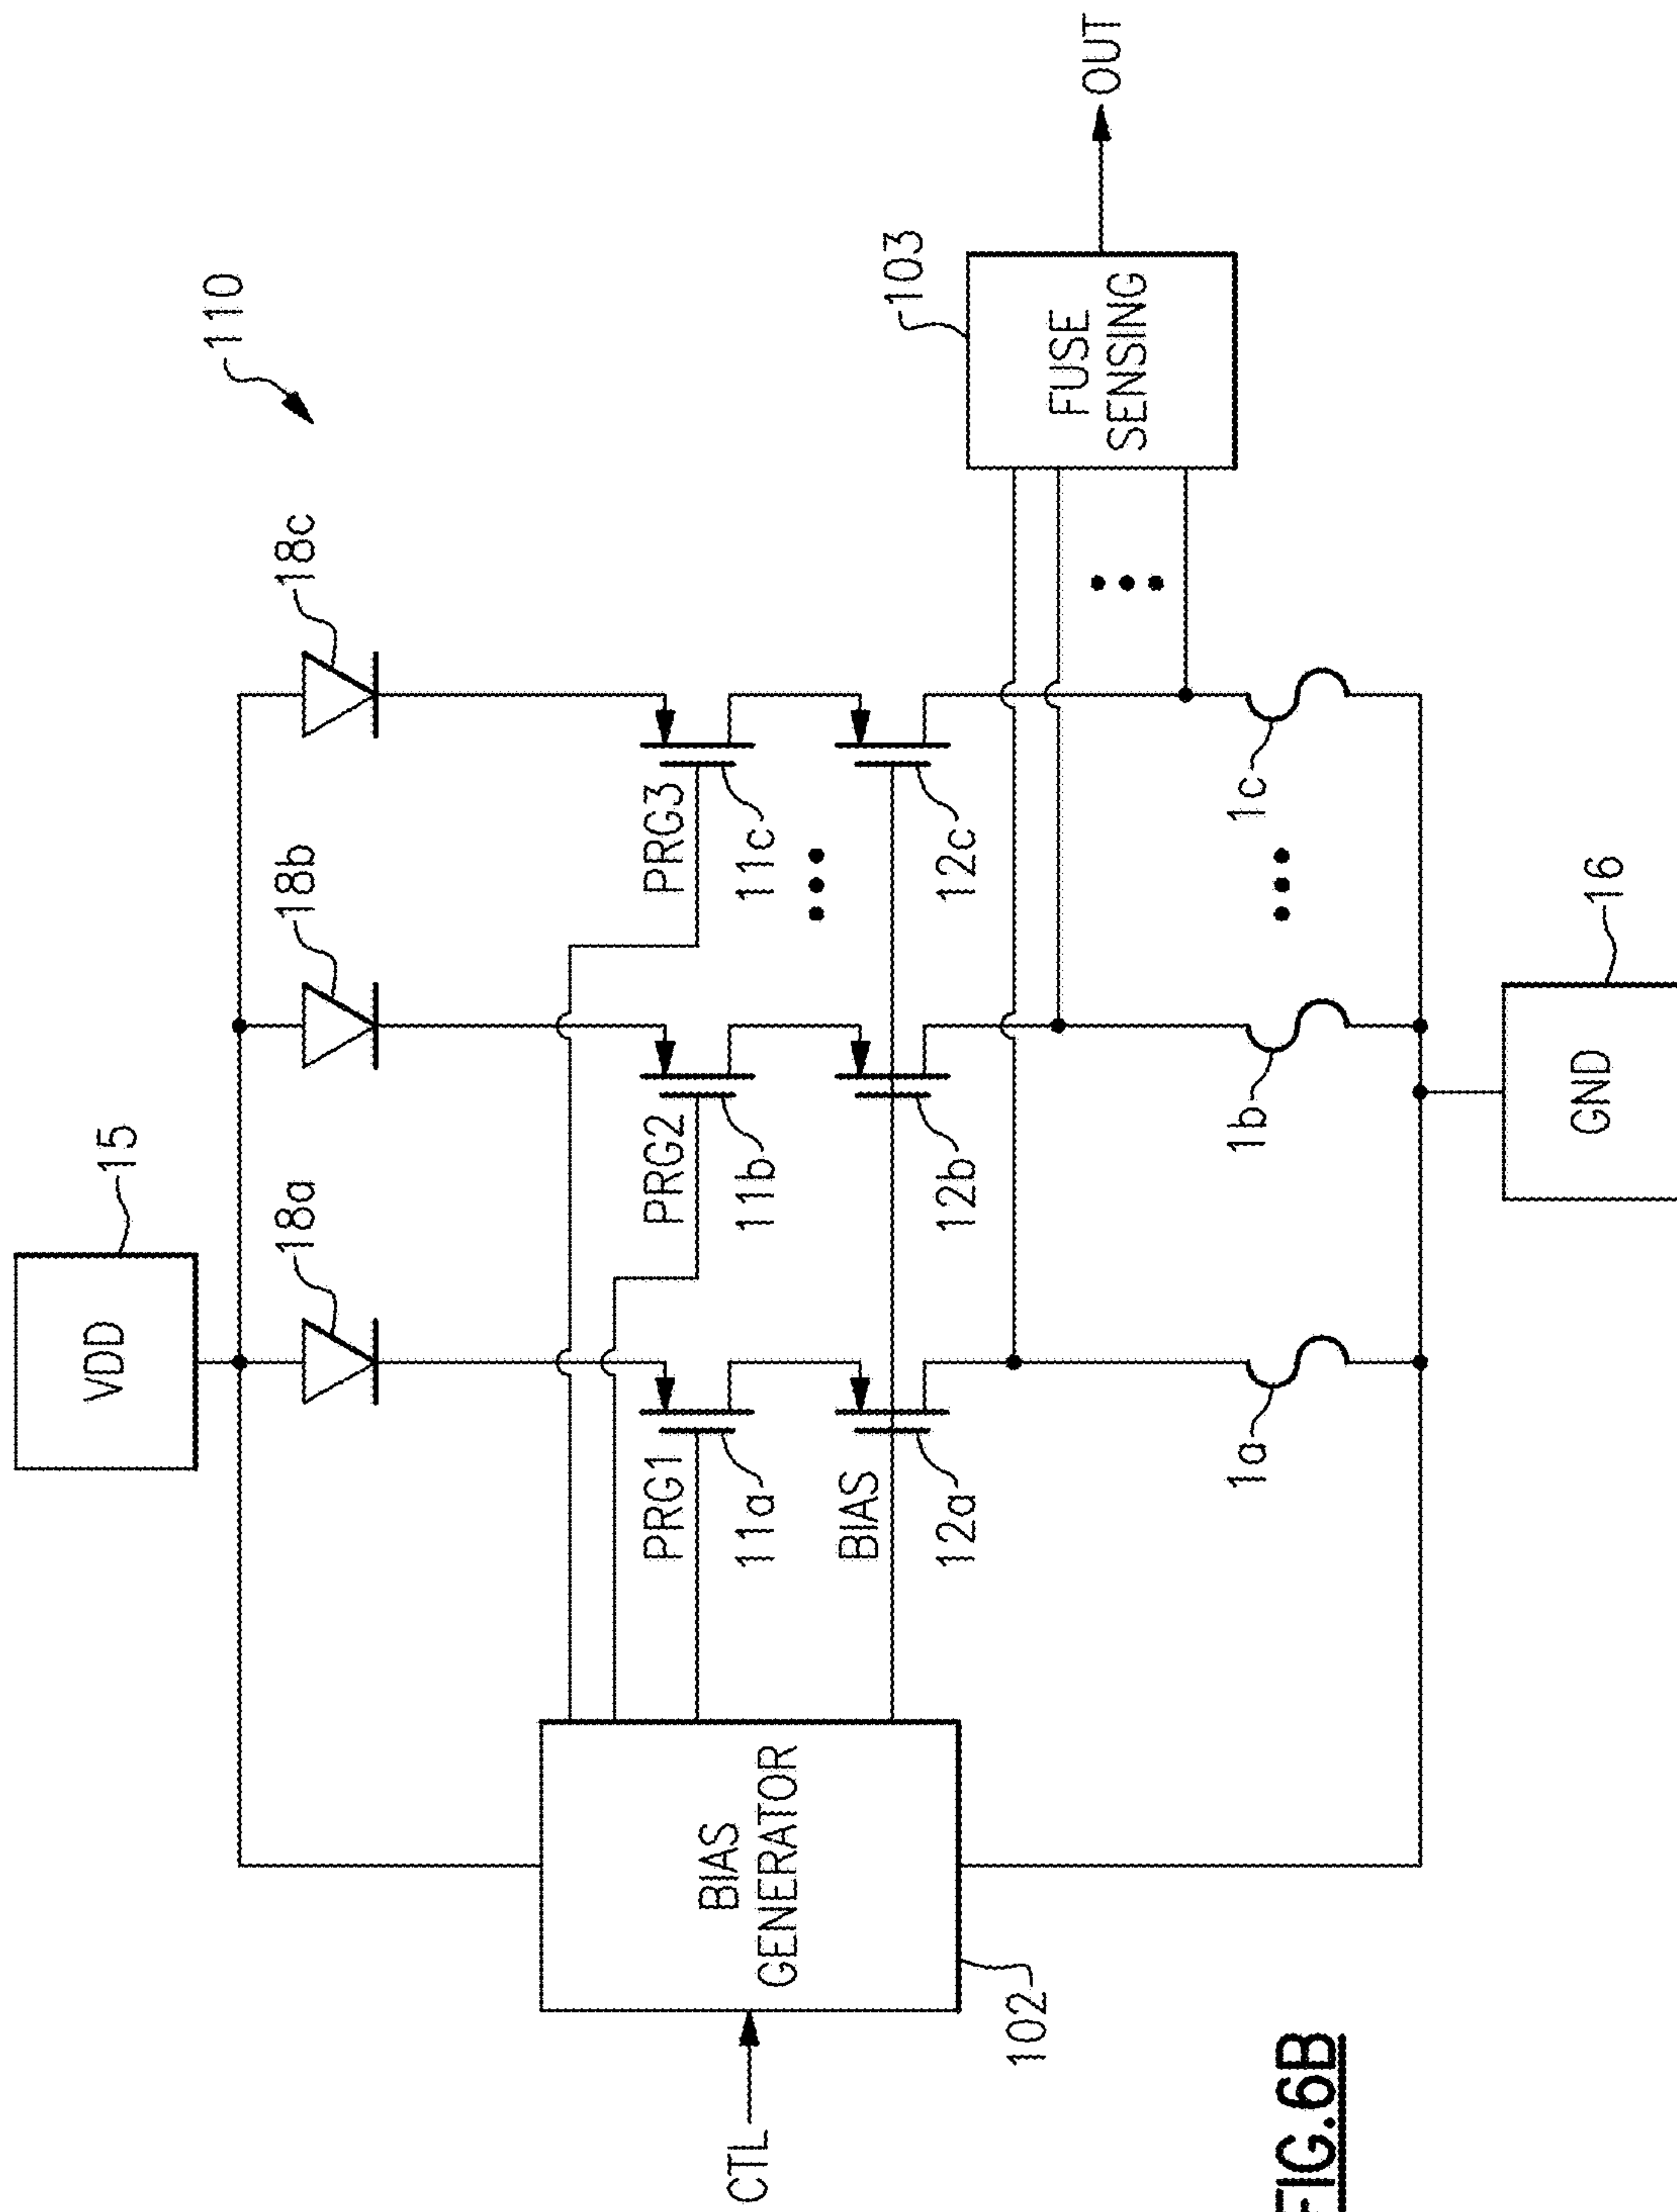 110
VDD
15
18a
18b
18c
PRG1
PRG2
PRG3
11a
11b
11c
CTL
BIAS
GENERATOR
102
BIAS
12a
12b
12c
FUSE
SENSING
103
OUT
1a
1b
1c
GND
16
FIG.6B